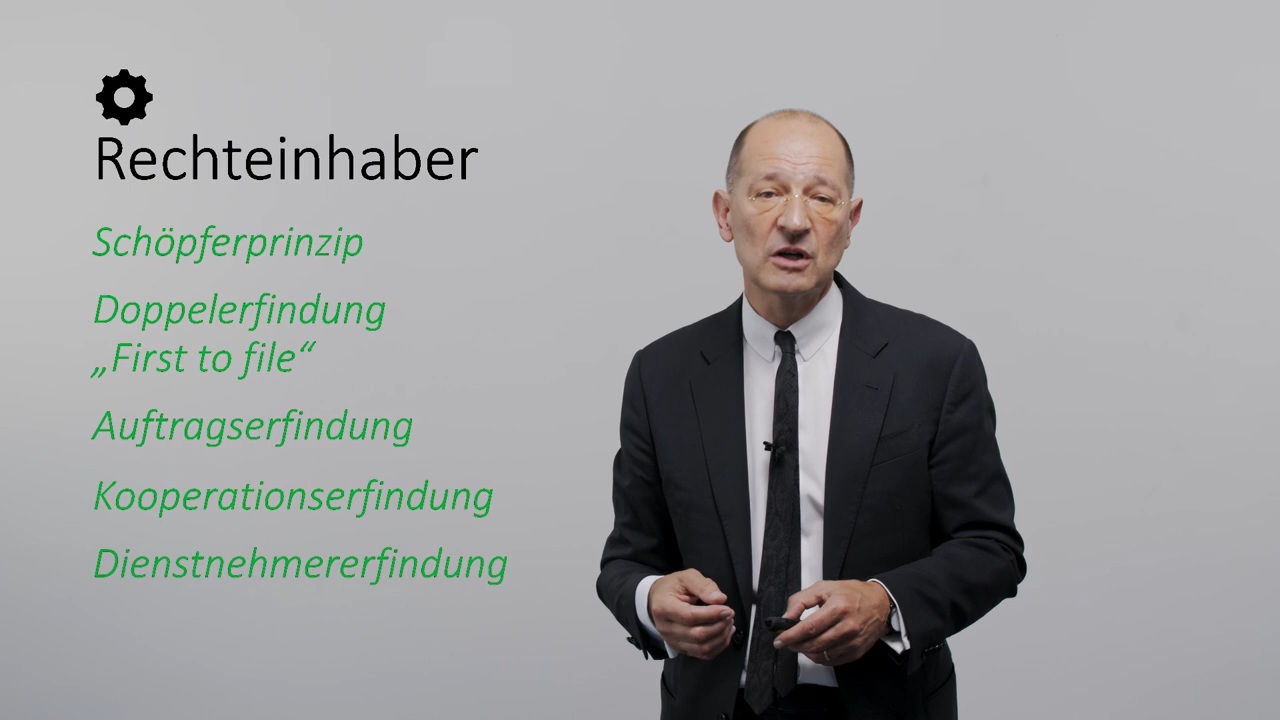 Rechteinhaber
Schöpferprinzip
Doppelerfindung
„First to file“
Auftragserfindung
Kooperationserfindung
Dienstnehmererfindung